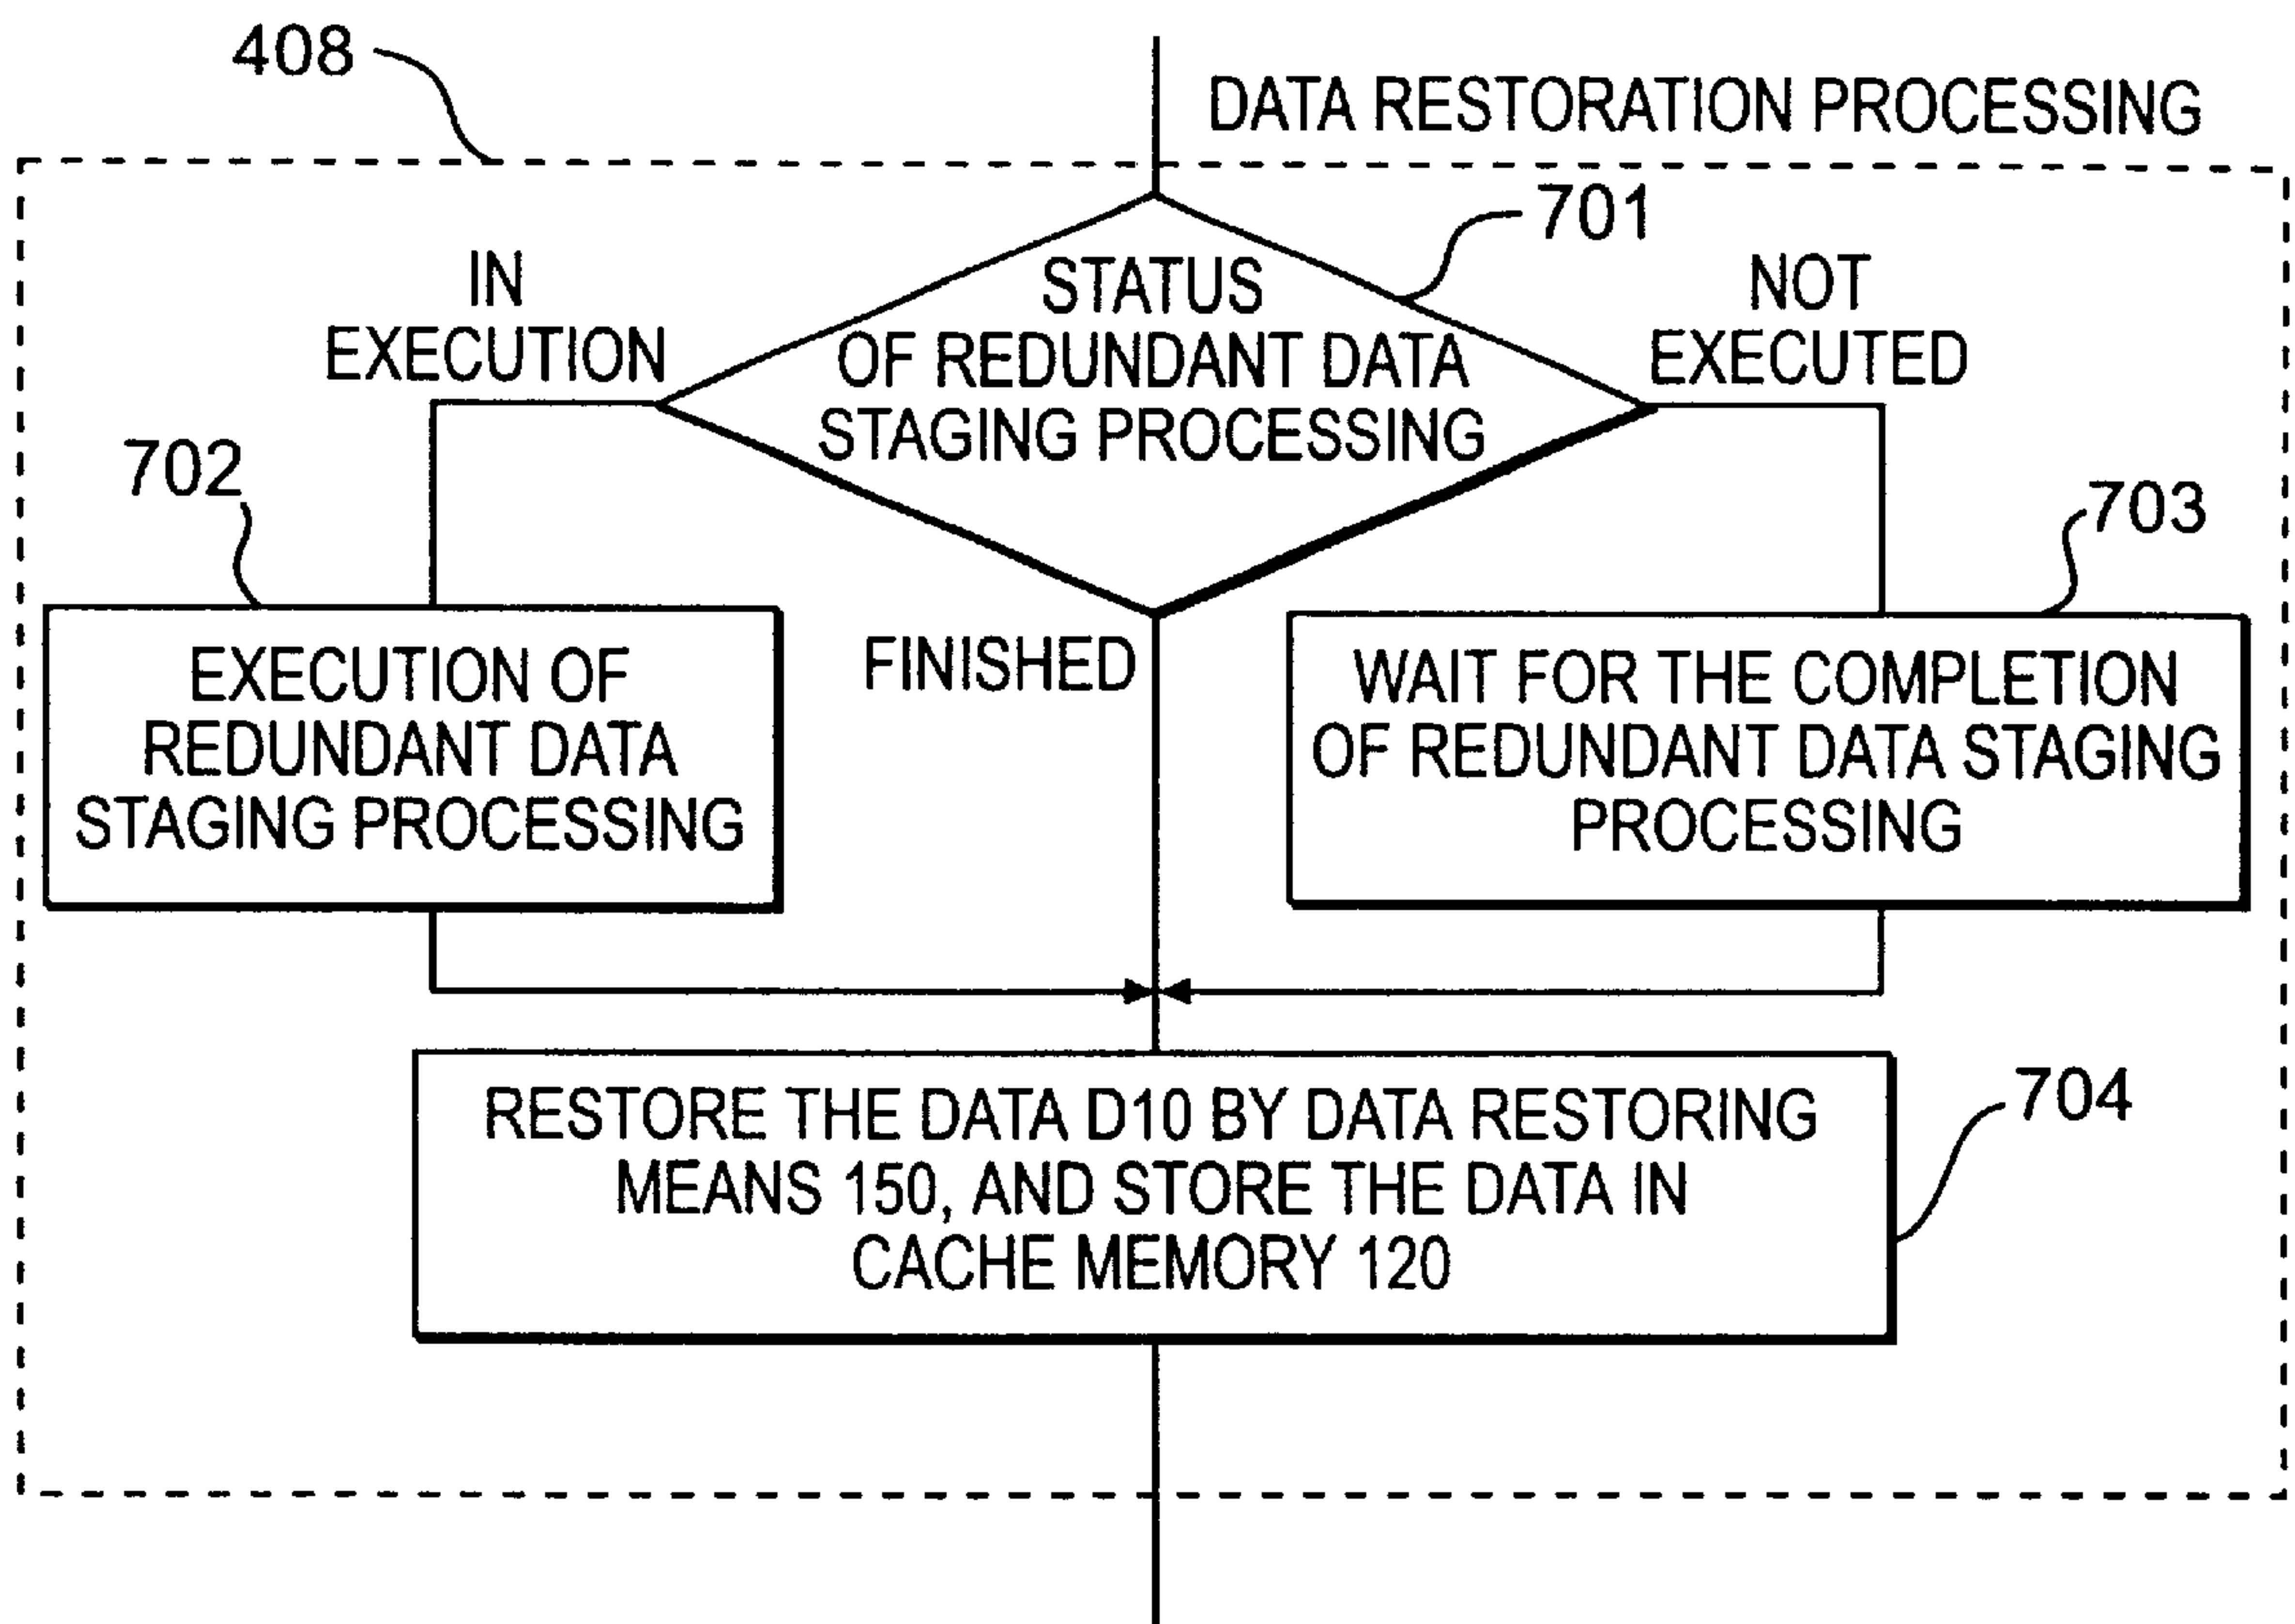 408
DATA RESTORATION PROCESSING
701
IN
EXECUTION
STATUS
OF REDUNDANT DATA
STAGING PROCESSING
NOT
EXECUTED
702
703
EXECUTION OF
REDUNDANT DATA
STAGING PROCESSING
FINISHED
WAIT FOR THE COMPLETION
OF REDUNDANT DATA STAGING
PROCESSING
RESTORE THE DATA D10 BY DATA RESTORING
MEANS 150, AND STORE THE DATA IN
CACHE MEMORY 120
704